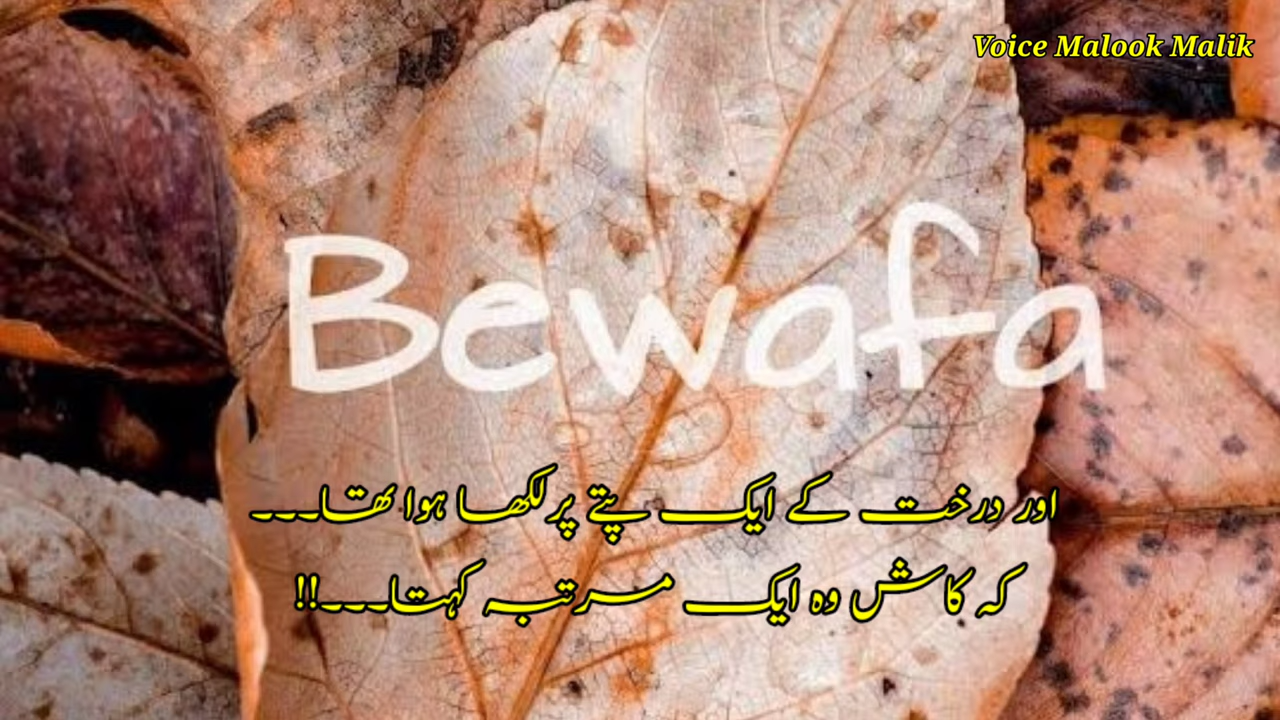 Voice Malook Malik
Bewafa
اور درخت کے ایک پتے پر لکھا ہوا تھا۔۔۔
کہ کاش وہ ایک مرتبہ کہتا۔۔۔!!